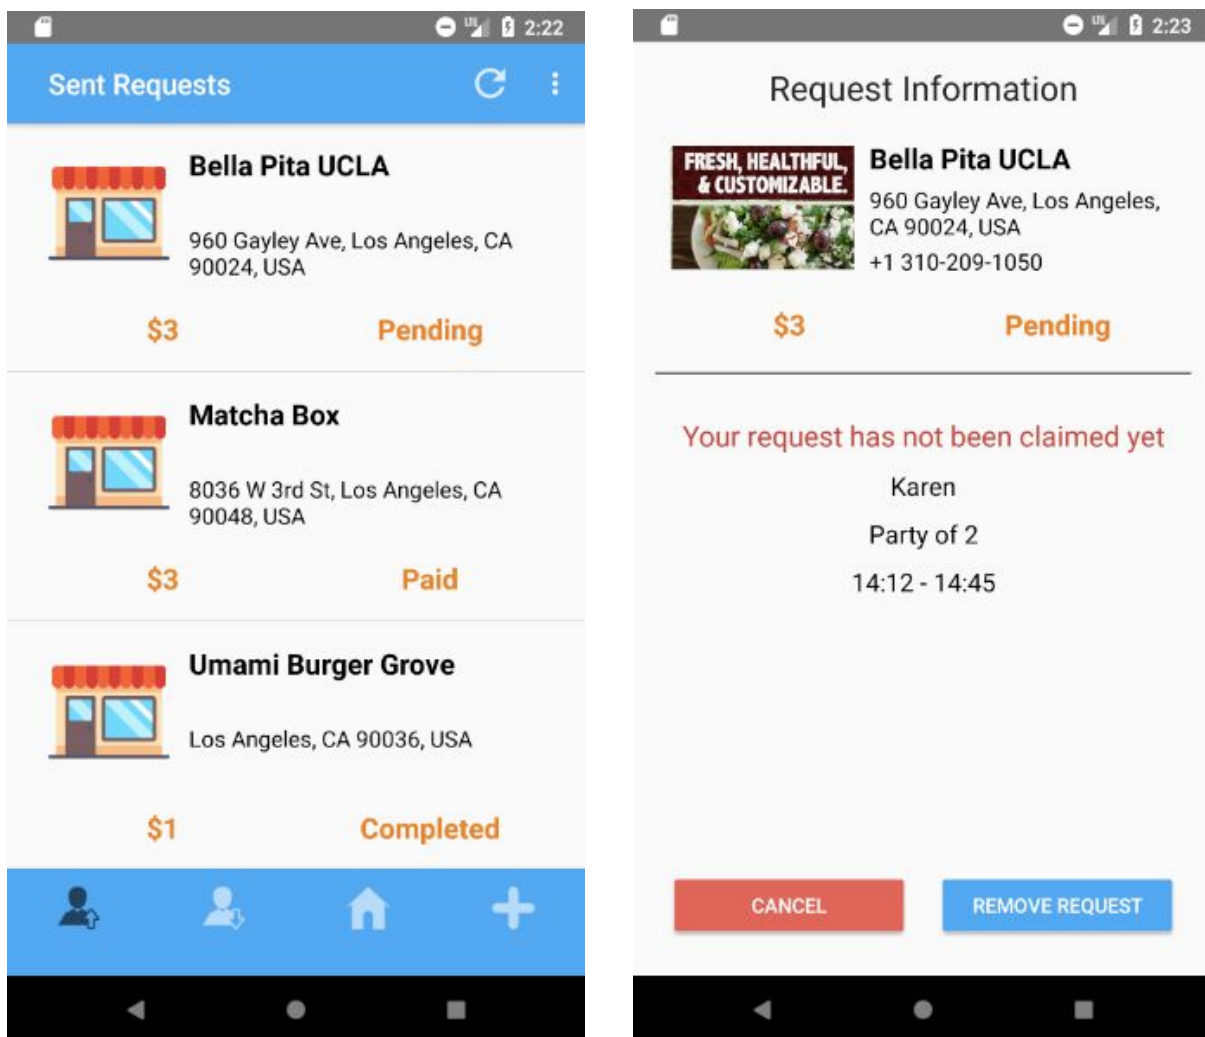 2:22
Sent Requests
Bella Pita UCLA
960 Gayley Ave, Los Angeles, CA
90024, USA
$3 Pending
Matcha Box
8036 W 3rd St, Los Angeles, CA
90048, USA
$3 Paid
Umami Burger Grove
Los Angeles, CA 90036, USA
$1 Completed
2:23
Request Information
FRESH, HEALTHFUL,
& CUSTOMIZABLE.
Bella Pita UCLA
960 Gayley Ave, Los Angeles,
CA 90024, USA
+1 310-209-1050
$3 Pending
Your request has not been claimed yet
Karen
Party of 2
14:12 - 14:45
CANCEL REMOVE REQUEST